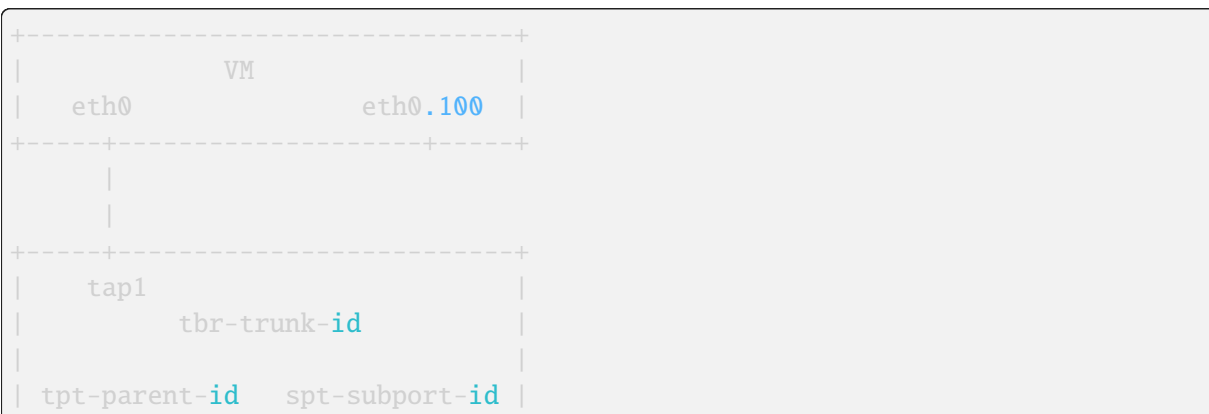 +--------------------------------+
|             VM                 |
|   eth0               eth0.100  |
+-----+--------------------+-----+
      |
      |
+-----+--------------------------+
|    tap1                        |
|          tbr-trunk-id          |
|                                |
| tpt-parent-id   spt-subport-id |